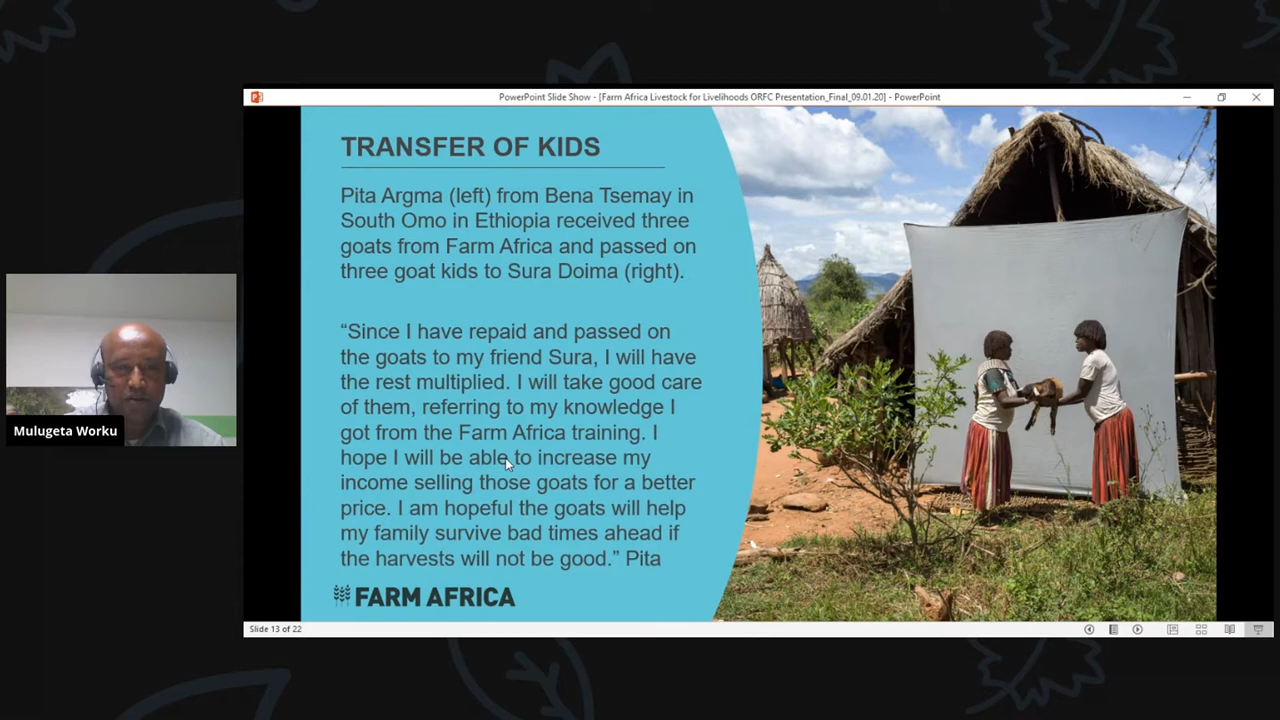 PowerPoint Slide Show - [Farm Africa Livestock for Livelihoods ORFC Presentation_Final_09.01.20] - PowerPoint
TRANSFER OF KIDS
Pita Argma (left) from Bena Tsemay in
South Omo in Ethiopia received three
goats from Farm Africa and passed on
three goat kids to Sura Doima (right).
“Since I have repaid and passed on
the goats to my friend Sura, I will have
the rest multiplied. I will take good care
of them, referring to my knowledge I
got from the Farm Africa training. I
hope I will be able to increase my
income selling those goats for a better
price. I am hopeful the goats will help
my family survive bad times ahead if
the harvests will not be good.” Pita
FARM AFRICA
Slide 13 of 22
Mulugeta Worku